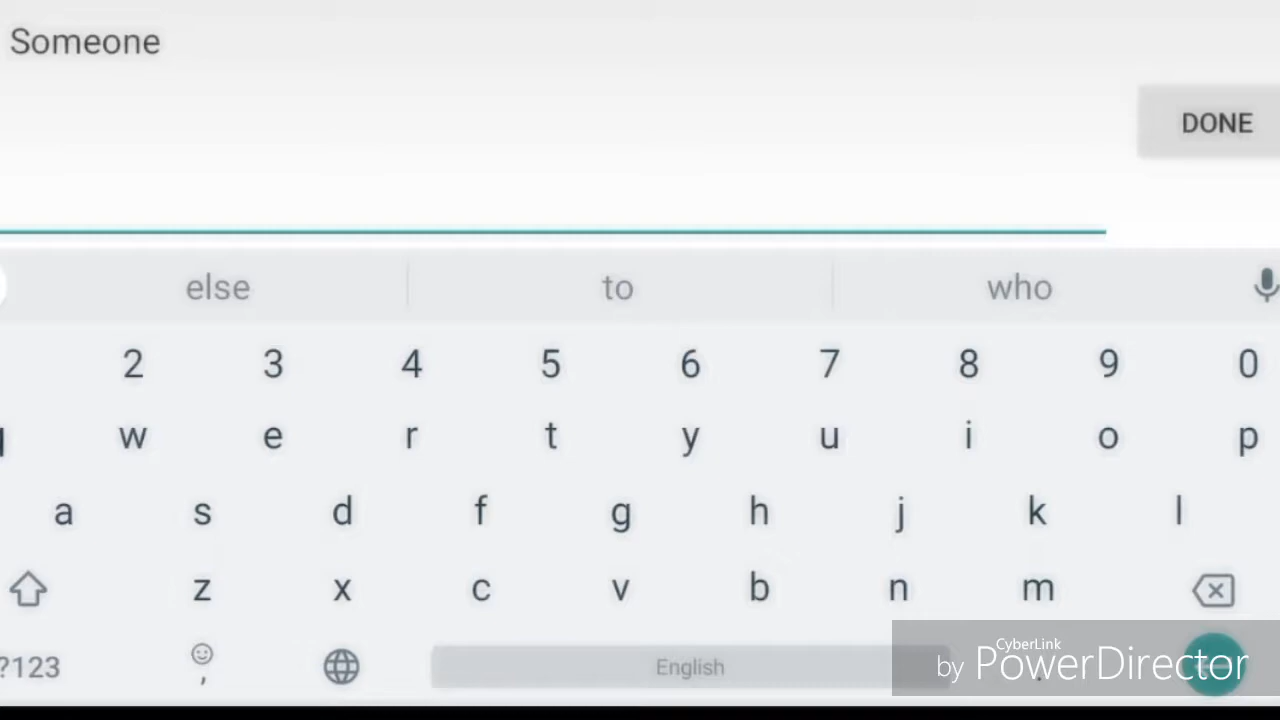 Someone
DONE
else to who
2 3 4 5 6 7 8 9 0
q w e r t y u i o p
a s d f g h j k l
z x c v b n m
?123 , English .
CyberLink
by PowerDirector